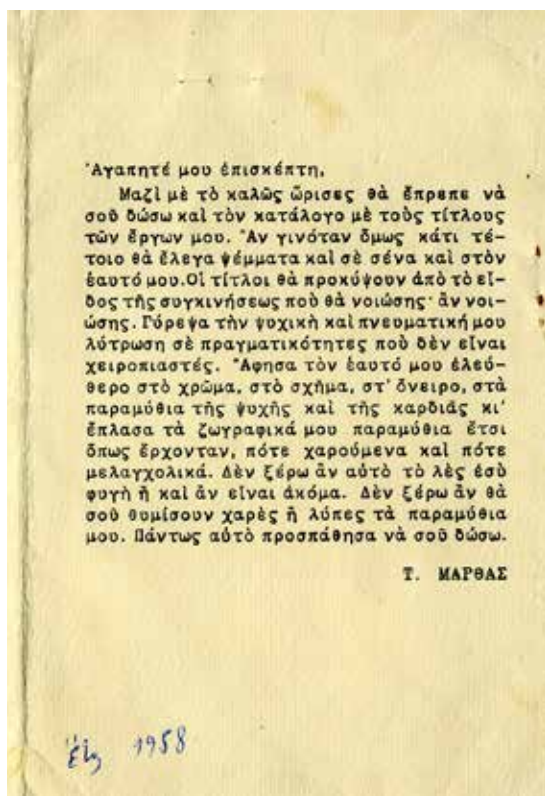 Ἀγαπητέ μου ἐπισκέπτη,
Μαζὶ μὲ τὸ καλῶς ὥρισες θὰ ἔπρεπε νὰ
σοῦ δώσω καὶ τὸν κατάλογο μὲ τοὺς τίτλους
τῶν ἔργων μου. Ἂν γινόταν ὅμως κάτι τέ-
τοιο θὰ ἔλεγα ψέμματα καὶ σὲ σένα καὶ στὸν
ἑαυτό μου. Οἱ τίτλοι θὰ προκύψουν ἀπὸ τὸ εἶ-
δος τῆς συγκινήσεως ποὺ θὰ νοιώσης· ἂν νοι-
ώσης. Γύρεψα τὴν ψυχικὴ καὶ πνευματική μου
λύτρωση σὲ πραγματικότητες ποὺ δὲν εἶναι
χειροπιαστές. Ἄφησα τὸν ἑαυτό μου ἐλεύ-
θερο στὸ χρῶμα, στὸ σχῆμα, στ' ὄνειρο, στὰ
παραμύθια τῆς ψυχῆς καὶ τῆς καρδιᾶς κι'
ἔπλασα τὰ ζωγραφικά μου παραμύθια ἔτσι
ὅπως ἔρχονταν, πότε χαρούμενα καὶ πότε
μελαγχολικά. Δὲν ξέρω ἂν αὐτὸ τὸ λὲς ἐσὺ
φυγὴ ἢ καὶ ἂν εἶναι ἀκόμα. Δὲν ξέρω ἂν θὰ
σοῦ θυμίσουν χαρὲς ἢ λύπες τὰ παραμύθια
μου. Πάντως αὐτὸ προσπάθησα νὰ σοῦ δώσω.
Τ. ΜΑΡΘΑΣ
1958